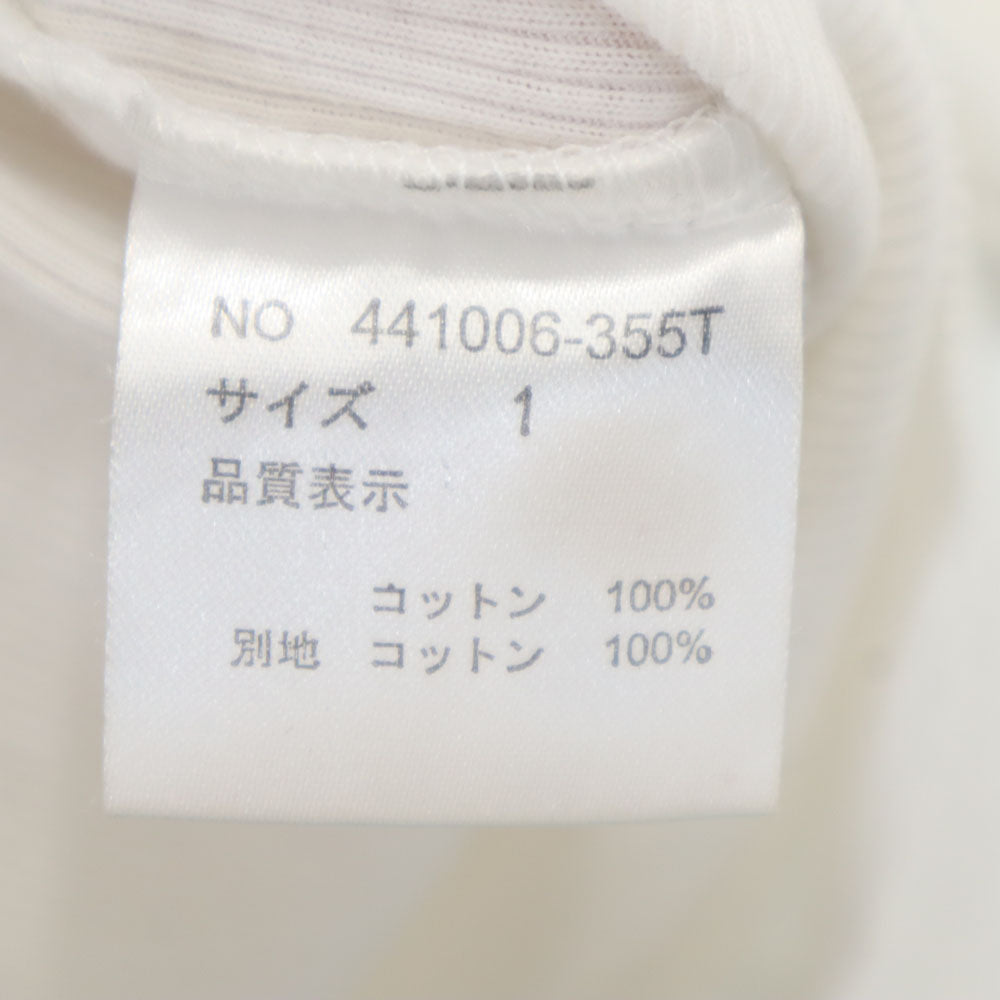 NO 441006-355T
サイズ 1
品質表示
コットン 100%
別地 コットン 100%